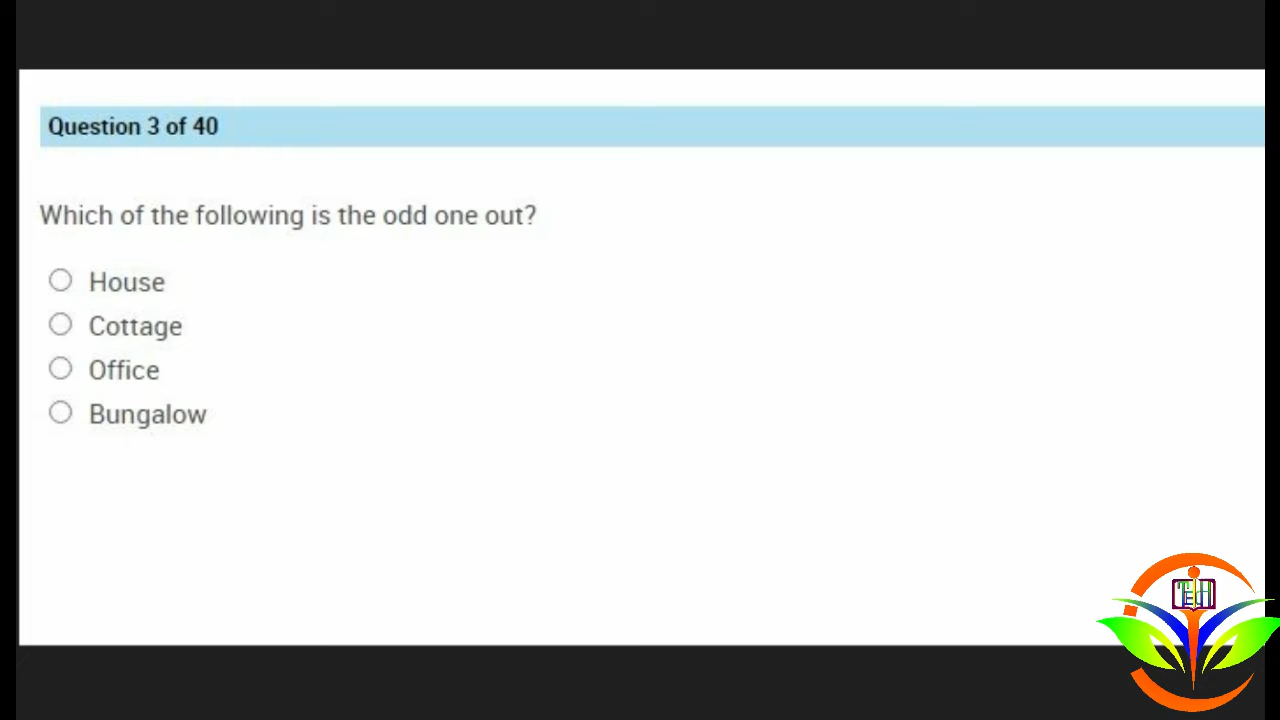 Question 3 of 40
Which of the following is the odd one out?
House
Cottage
Office
Bungalow